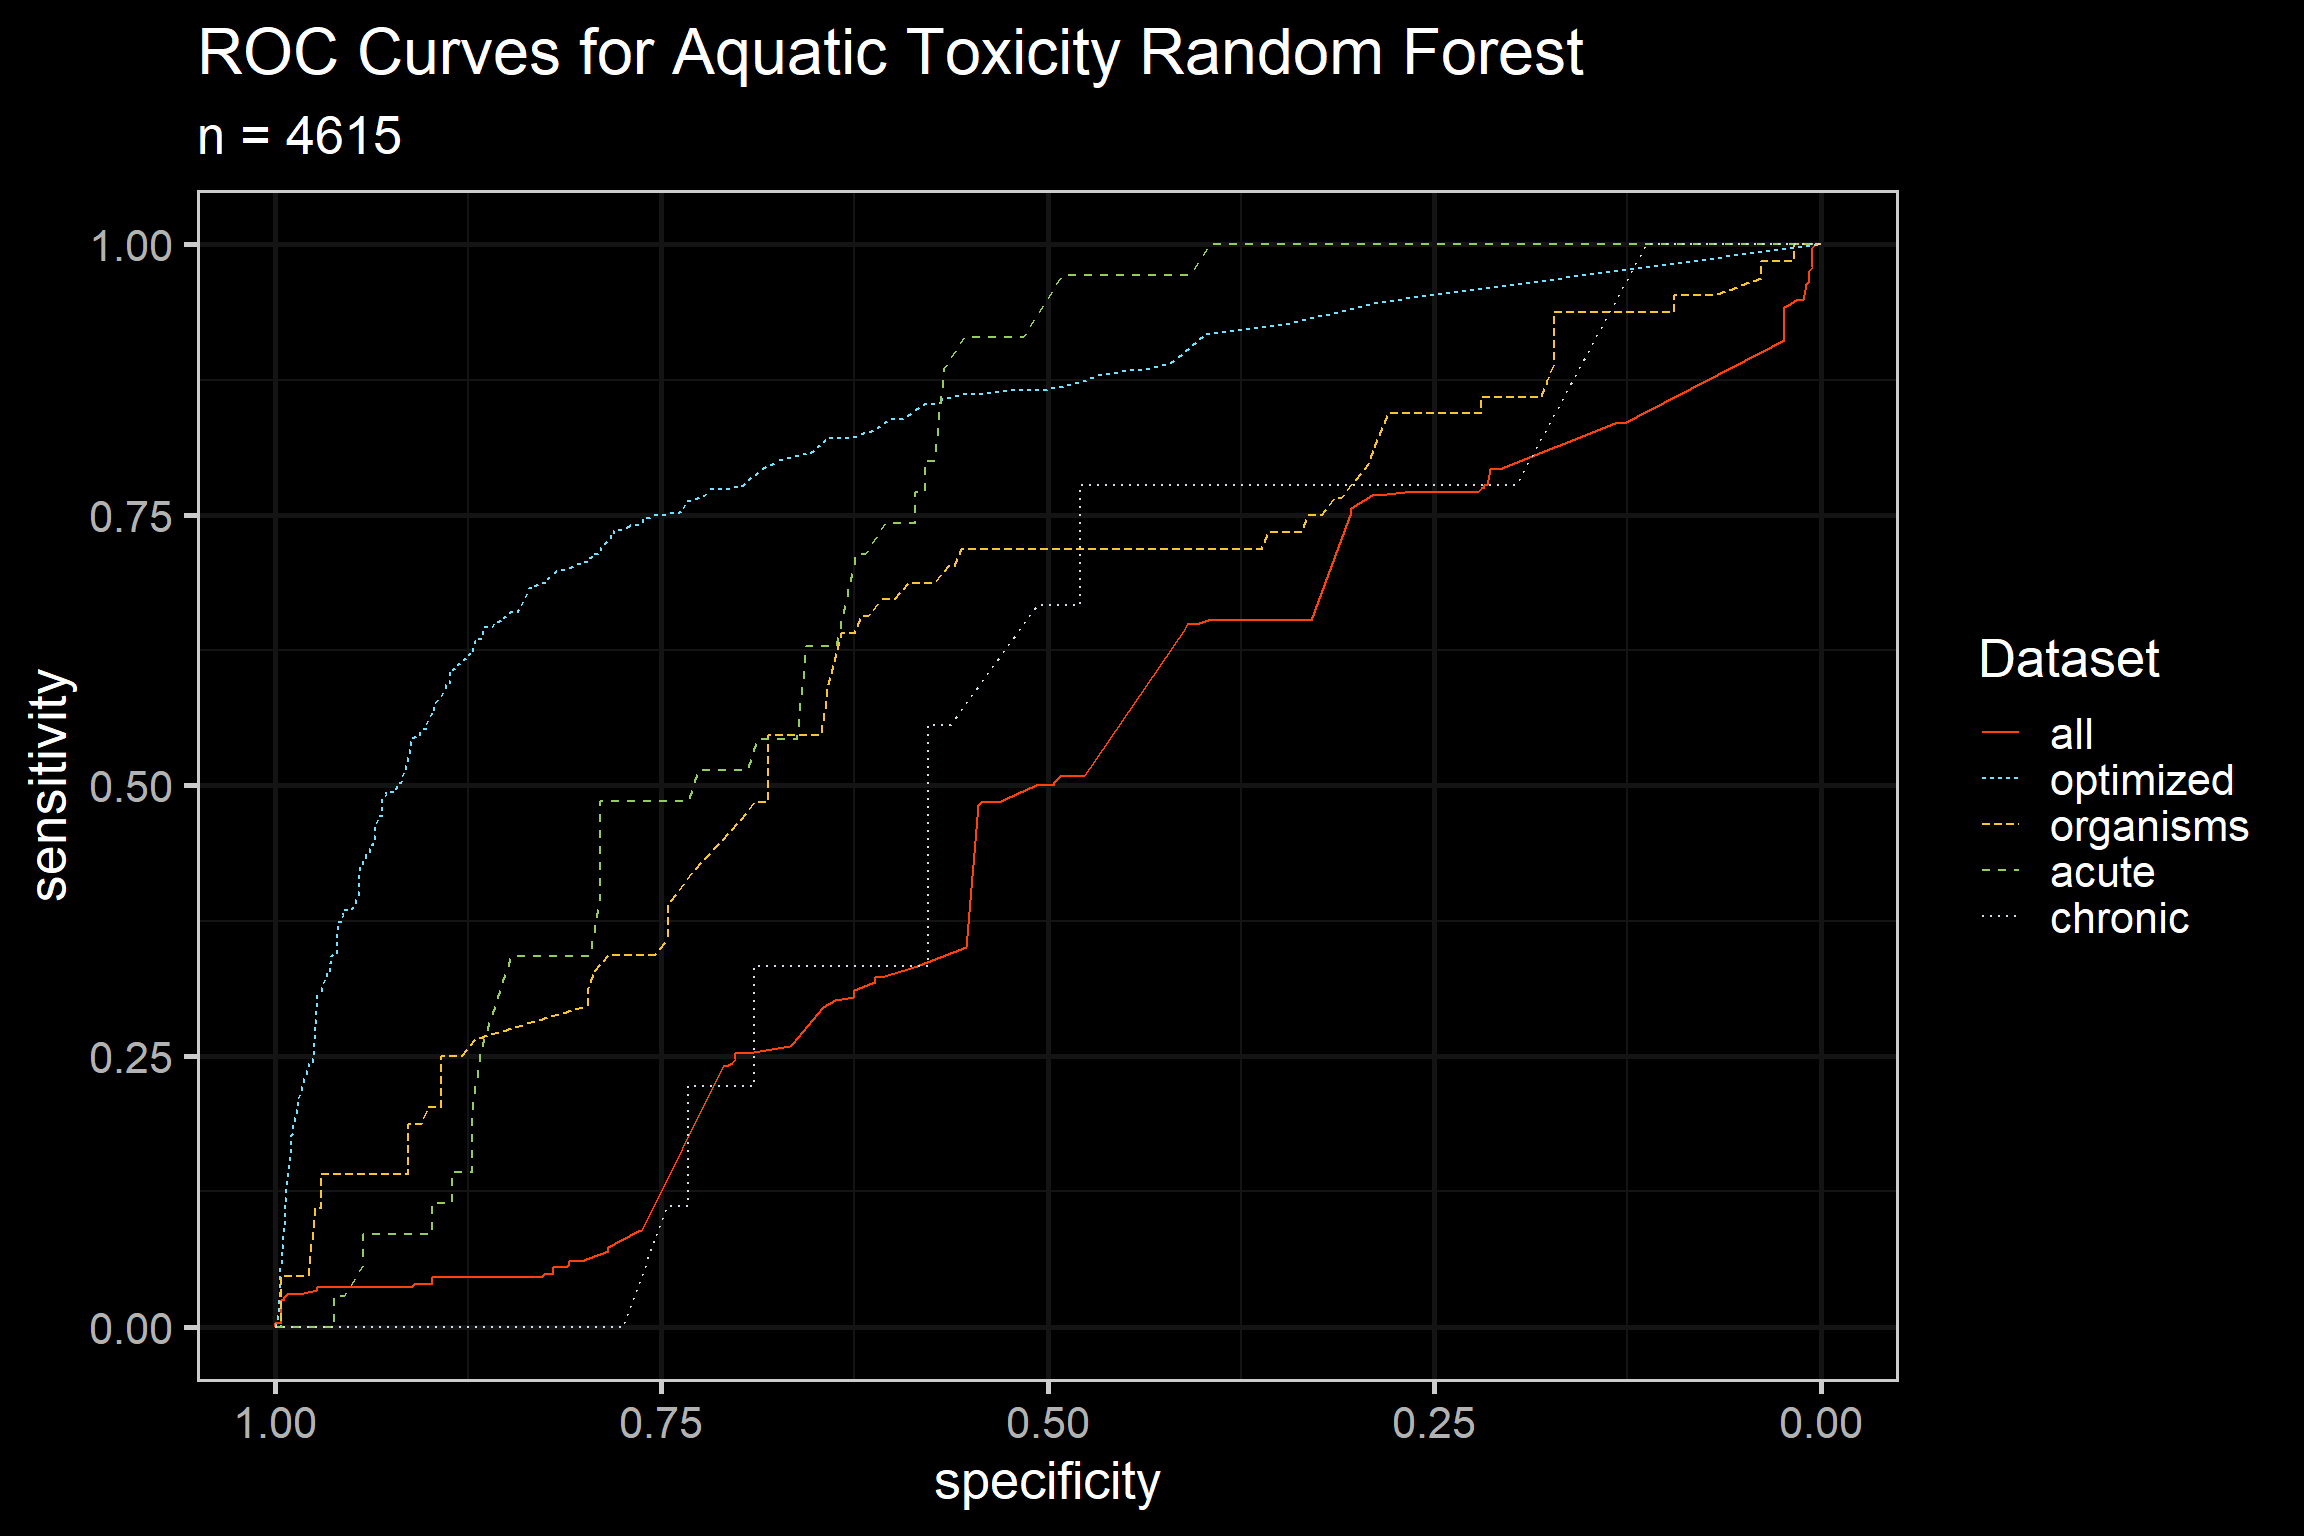 ROC Curves for Aquatic Toxicity Random Forest
n = 4615
sensitivity
1.00
0.75
0.50
0.25
0.00
1.00 0.75 0.50 0.25 0.00
specificity
Dataset
all
optimized
organisms
acute
chronic